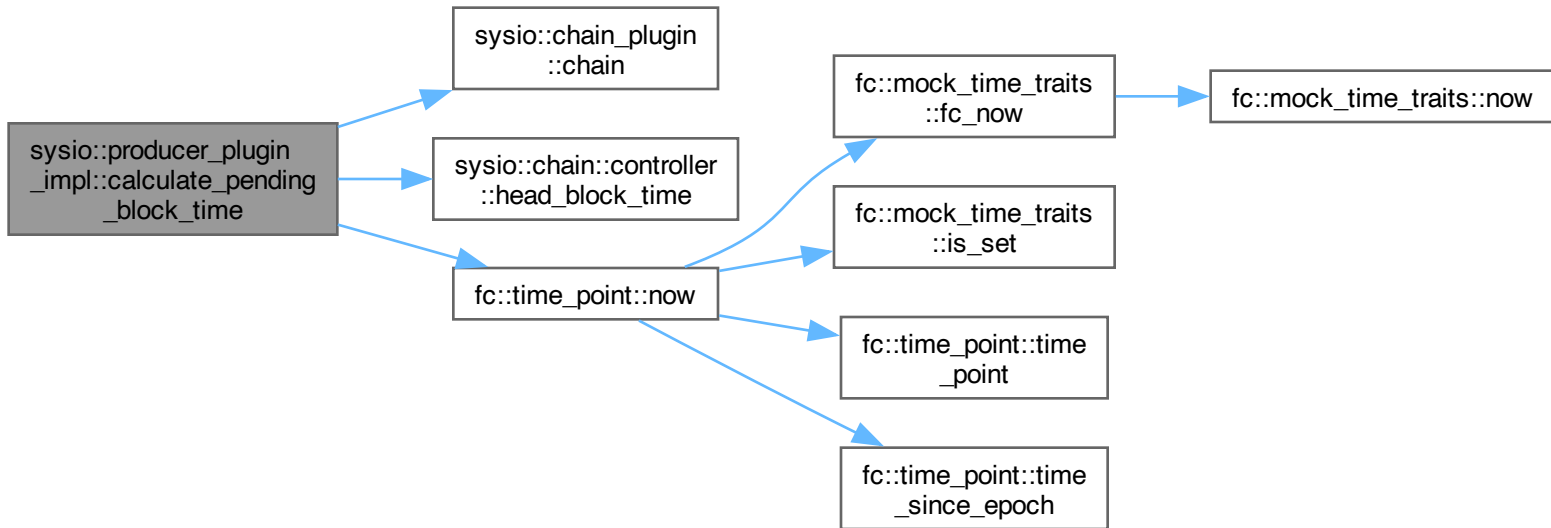 sysio::producer_plugin
_impl::calculate_pending
_block_time
sysio::chain_plugin
::chain
sysio::chain::controller
::head_block_time
fc::time_point::now
fc::mock_time_traits
::fc_now
fc::mock_time_traits
::is_set
fc::time_point::time
_point
fc::time_point::time
_since_epoch
fc::mock_time_traits::now